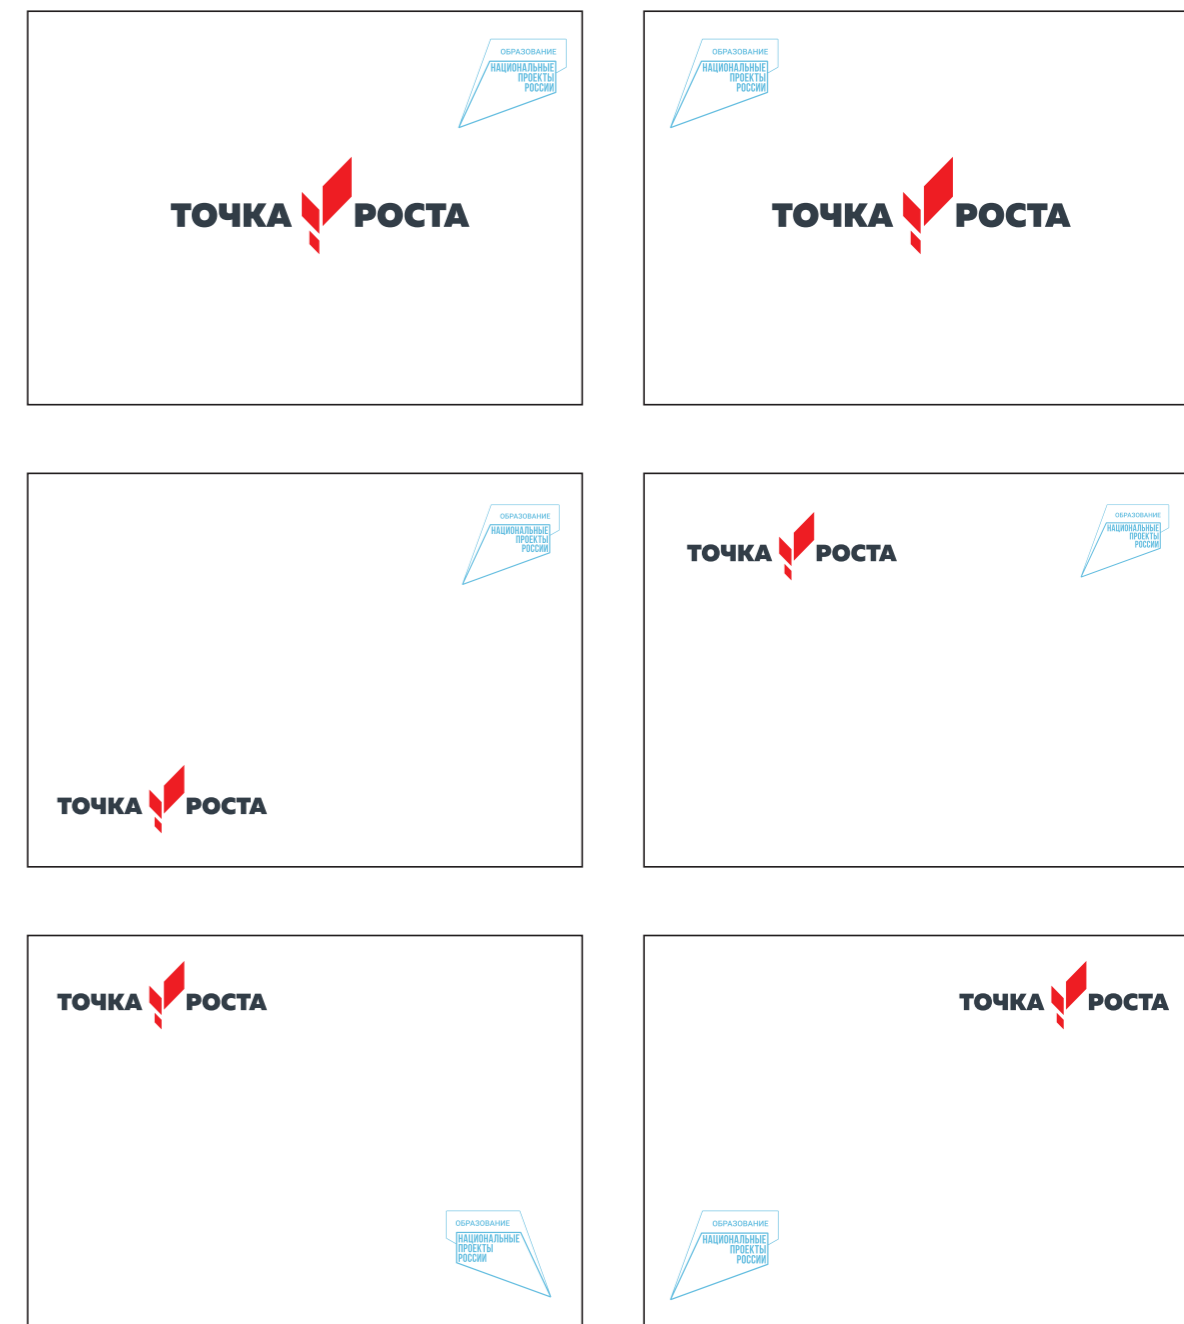 ОБРАЗОВАНИЕ
НАЦИОНАЛЬНЫЕ
ПРОЕКТЫ
РОССИИ
ТОЧКА РОСТА
ОБРАЗОВАНИЕ
НАЦИОНАЛЬНЫЕ
ПРОЕКТЫ
РОССИИ
ТОЧКА РОСТА
ОБРАЗОВАНИЕ
НАЦИОНАЛЬНЫЕ
ПРОЕКТЫ
РОССИИ
ТОЧКА РОСТА
ТОЧКА РОСТА
ОБРАЗОВАНИЕ
НАЦИОНАЛЬНЫЕ
ПРОЕКТЫ
РОССИИ
ТОЧКА РОСТА
ОБРАЗОВАНИЕ
НАЦИОНАЛЬНЫЕ
ПРОЕКТЫ
РОССИИ
ТОЧКА РОСТА
ОБРАЗОВАНИЕ
НАЦИОНАЛЬНЫЕ
ПРОЕКТЫ
РОССИИ